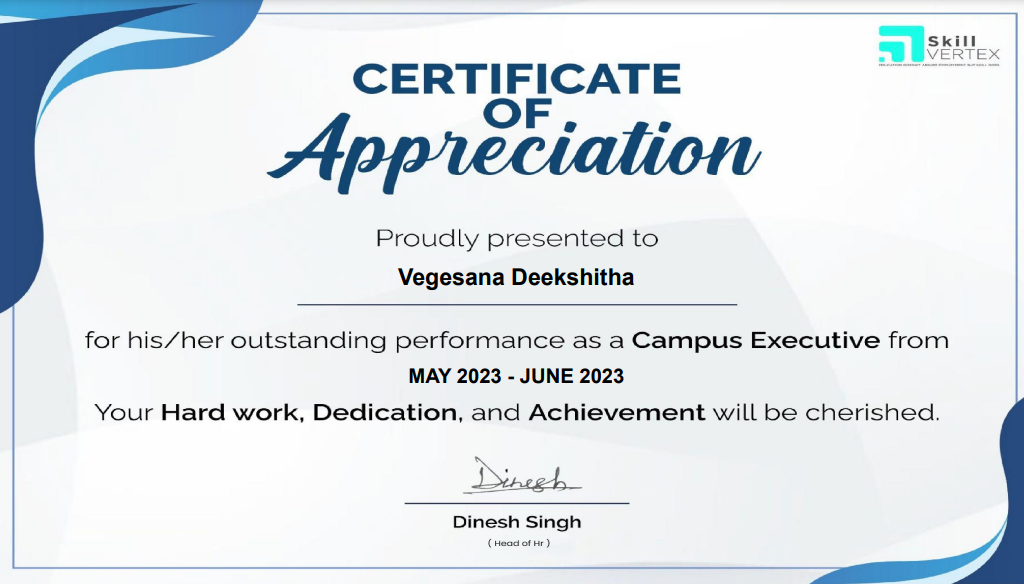 Skill
VERTEX
CERTIFICATE
OF
Appreciation
Proudly presented to
Vegesana Deekshitha
for his/her outstanding performance as a Campus Executive from
MAY 2023 - JUNE 2023
Your Hard work, Dedication, and Achievement will be cherished.
Dinesh
Dinesh Singh
( Head of Hr )